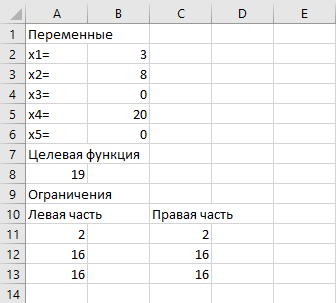 A B C D E
1 Переменные
2 x1= 3
3 x2= 8
4 x3= 0
5 x4= 20
6 x5= 0
7 Целевая функция
8 19
9 Ограничения
10 Левая часть Правая часть
11 2 2
12 16 16
13 16 16
14